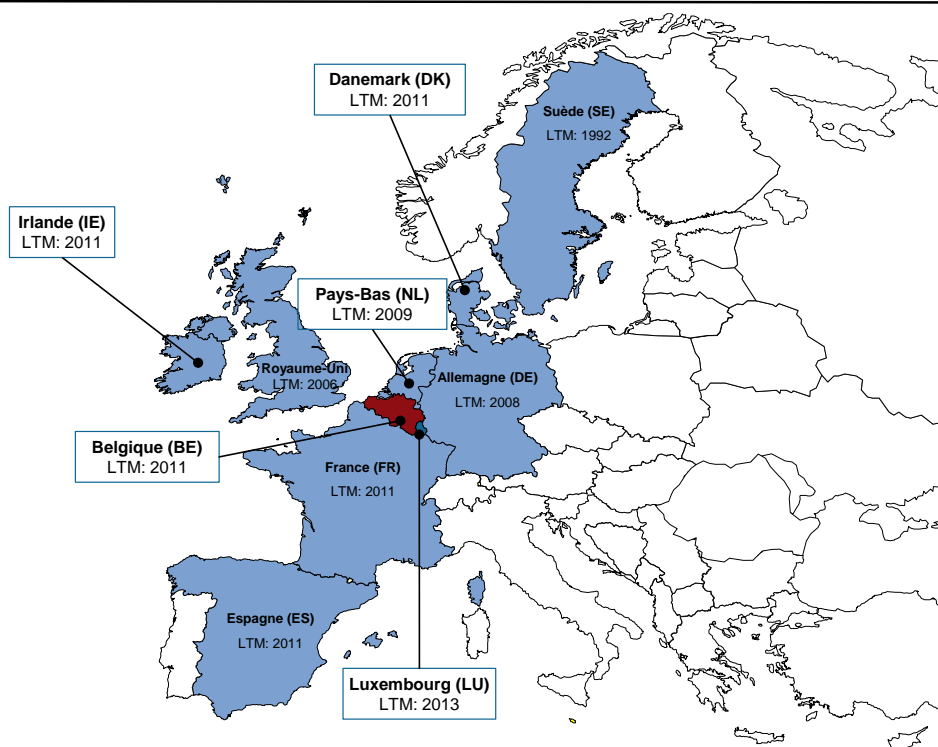 Danemark (DK)
LTM: 2011
Suède (SE)
LTM: 1992
Irlande (IE)
LTM: 2011
Pays-Bas (NL)
LTM: 2009
Royaume-Uni
LTM: 2006
Allemagne (DE)
LTM: 2008
Belgique (BE)
LTM: 2011
France (FR)
LTM: 2011
Espagne (ES)
LTM: 2011
Luxembourg (LU)
LTM: 2013